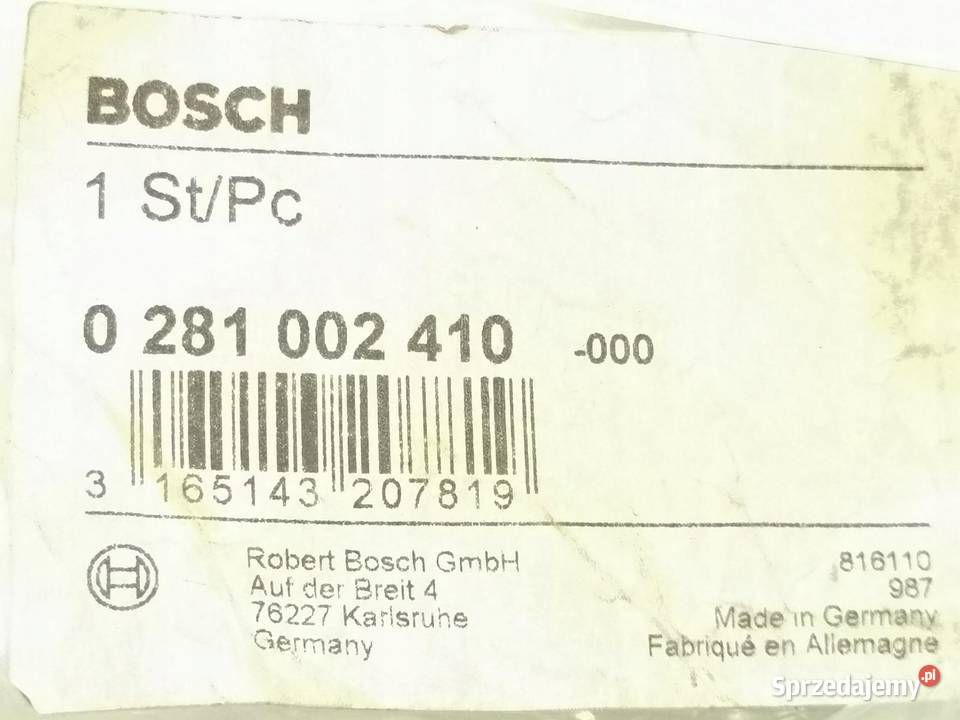 BOSCH
1 St/Pc
0 281 002 410 -000
3 165143 207819
Robert Bosch GmbH
Auf der Breit 4
76227 Karlsruhe
Germany
816110
987
Made in Germany
Fabriqué en Allemagne
Sprzedajemy.pl